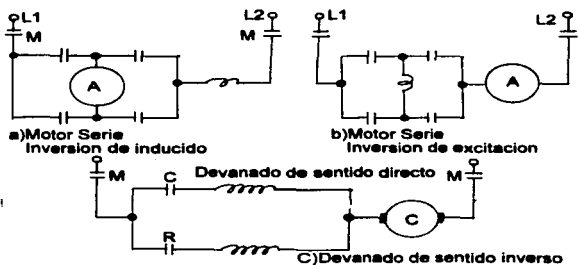 L1
M
L2
M
A
L1
L2
A
a)Motor Serie
Inversion de inducido
b)Motor Serie
Inversion de excitacion
M
C
Devanado de sentido directo
M
C
R
C)Devanado de sentido inverso